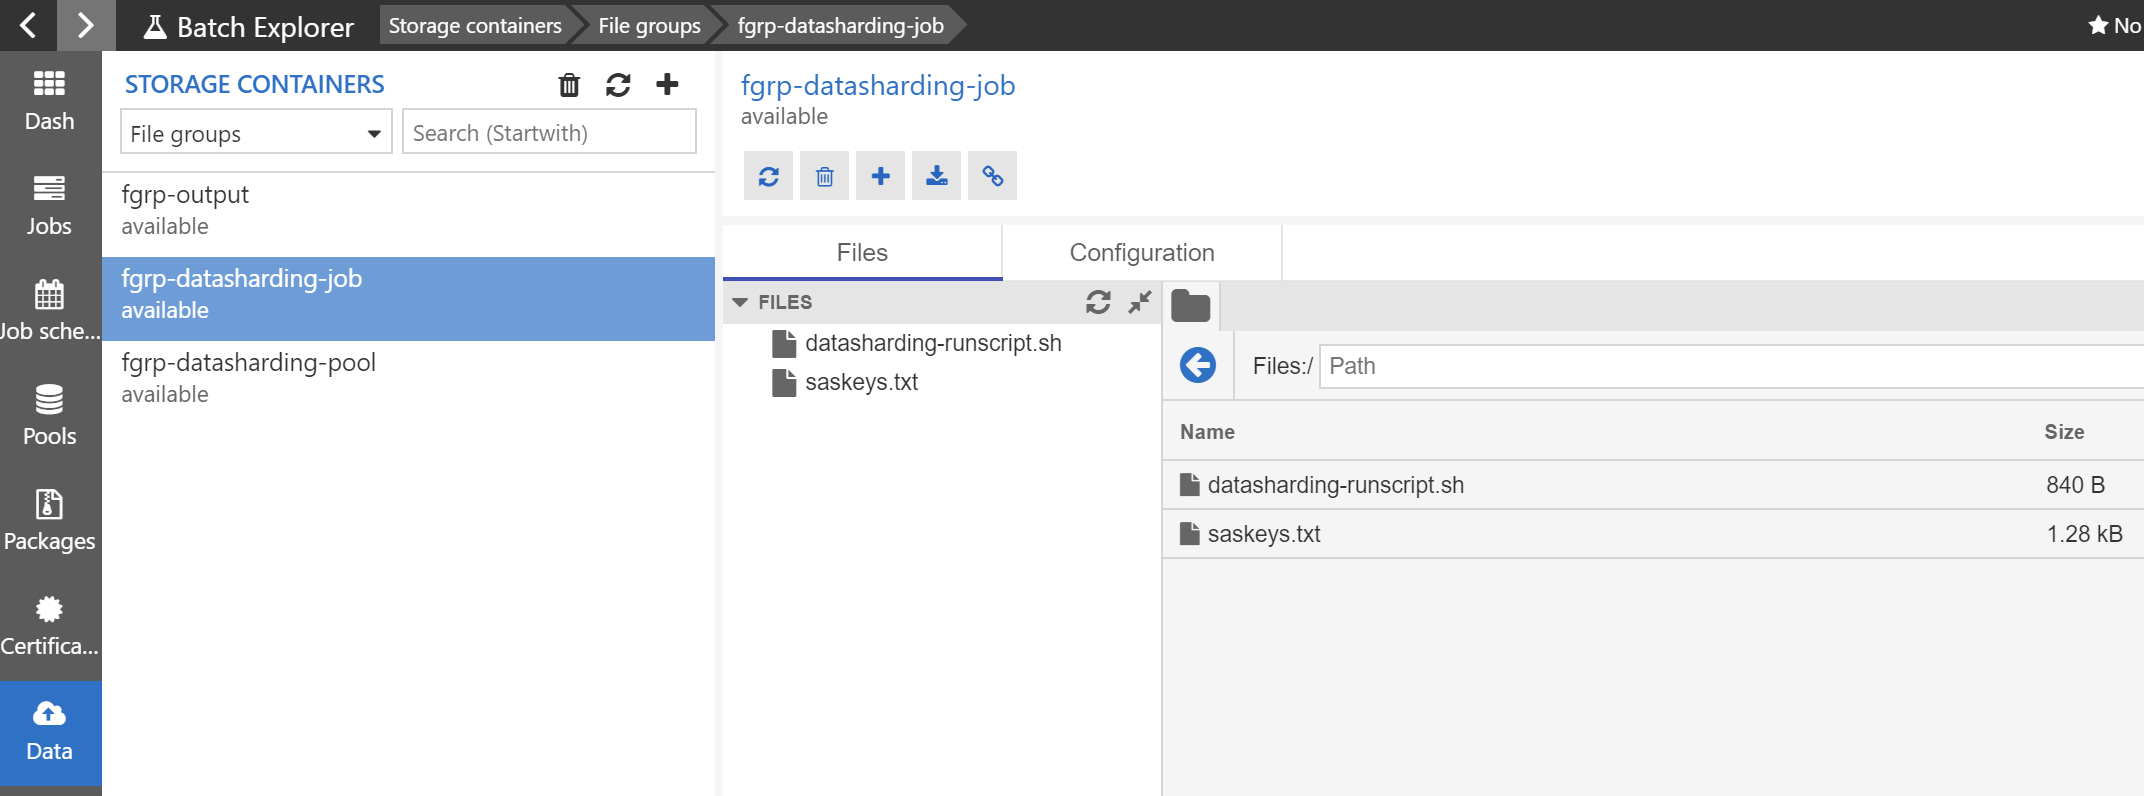 Batch Explorer
Storage containers
File groups
fgrp-datasharding-job
No
Dash
Jobs
Job sche...
Pools
Packages
Certifica...
Data
STORAGE CONTAINERS
File groups
Search (Startwith)
fgrp-output
available
fgrp-datasharding-job
available
fgrp-datasharding-pool
available
fgrp-datasharding-job
available
Files
Configuration
FILES
datasharding-runscript.sh
saskeys.txt
Files:/
Path
Name Size
datasharding-runscript.sh 840 B
saskeys.txt 1.28 kB